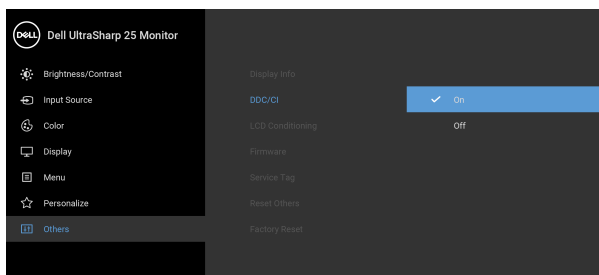 DELL Dell UltraSharp 25 Monitor
Brightness/Contrast
Input Source
Color
Display
Menu
Personalize
Others
Display Info
DDC/CI
LCD Conditioning
Firmware
Service Tag
Reset Others
Factory Reset
On
Off